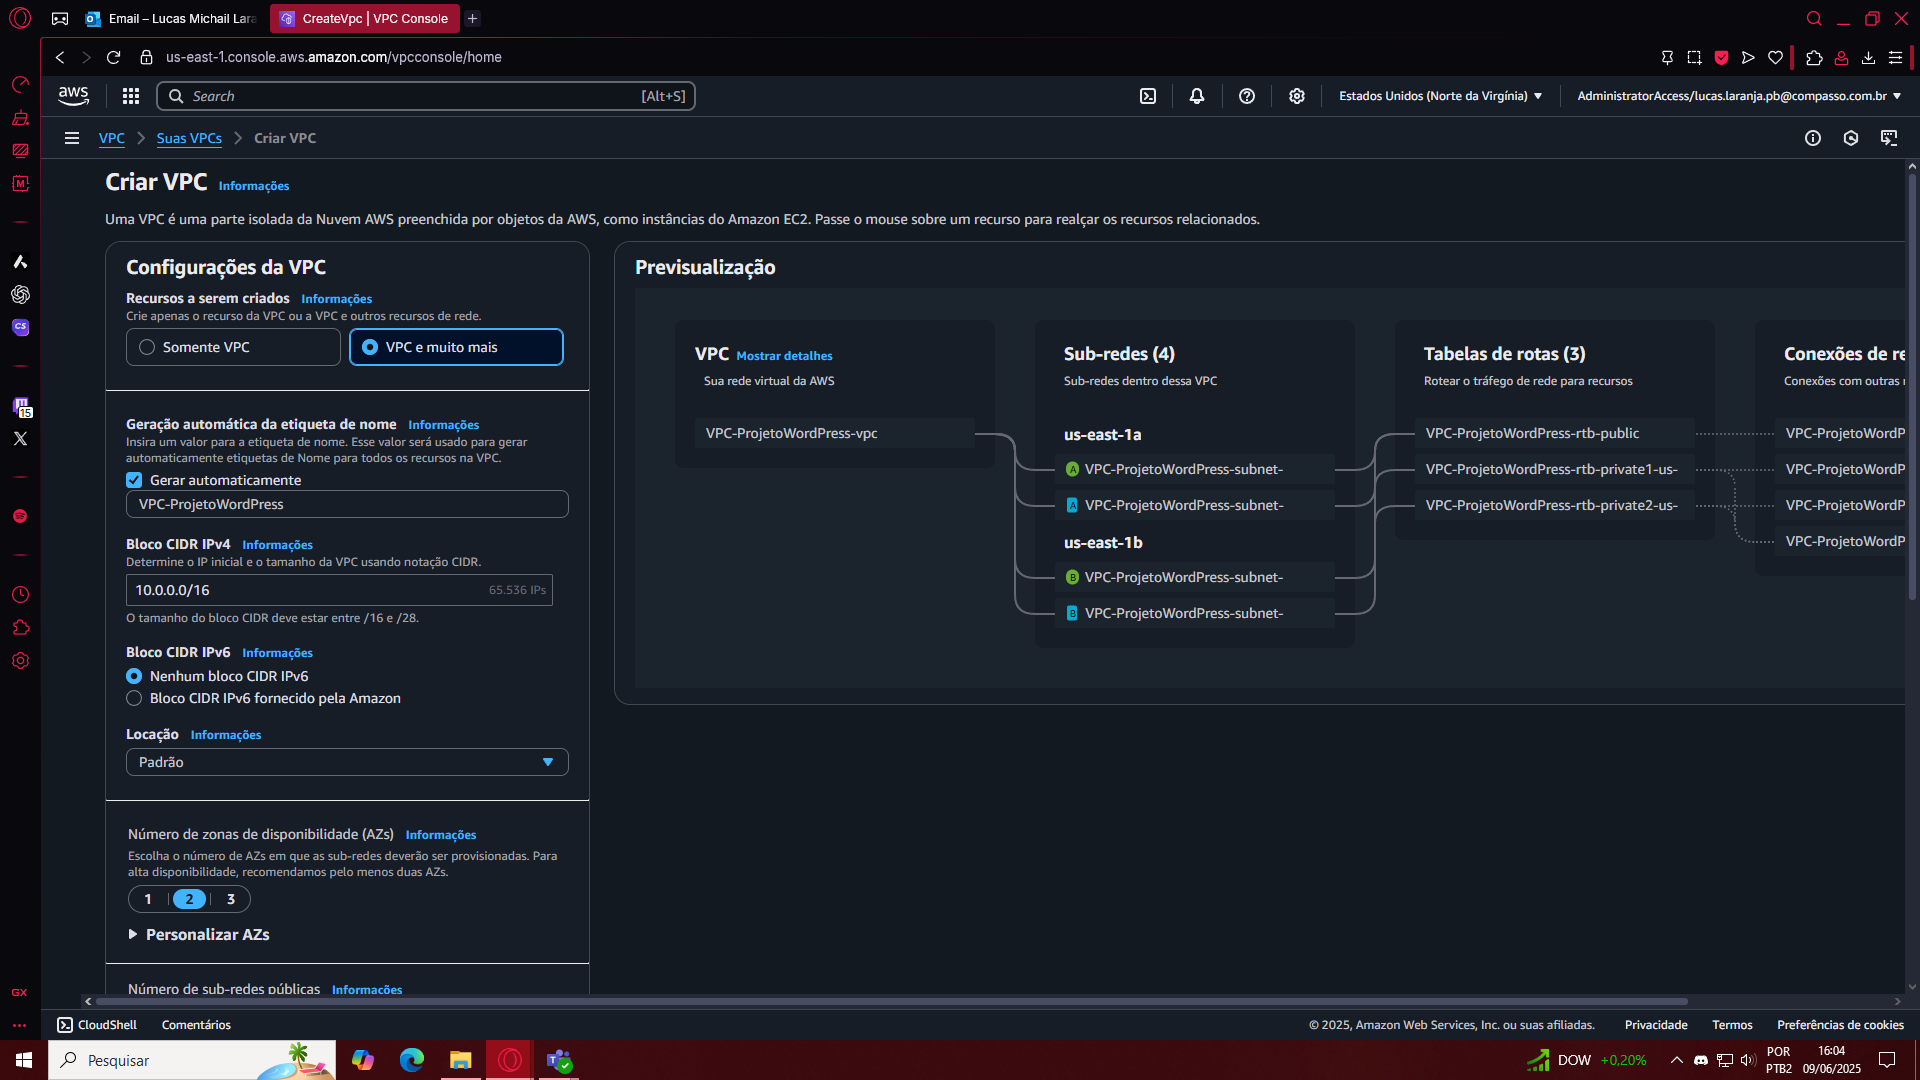 Email – Lucas Michail Lara
CreateVpc | VPC Console
us-east-1.console.aws.amazon.com/vpcconsole/home
aws
Search
[Alt+S]
Estados Unidos (Norte da Virgínia)
AdministratorAccess/lucas.laranja.pb@compasso.com.br
VPC
Suas VPCs
Criar VPC
Criar VPC Informações
Uma VPC é uma parte isolada da Nuvem AWS preenchida por objetos da AWS, como instâncias do Amazon EC2. Passe o mouse sobre um recurso para realçar os recursos relacionados.
Configurações da VPC
Recursos a serem criados Informações
Crie apenas o recurso da VPC ou a VPC e outros recursos de rede.
Somente VPC
VPC e muito mais
Geração automática da etiqueta de nome Informações
Insira um valor para a etiqueta de nome. Esse valor será usado para gerar
automaticamente etiquetas de Nome para todos os recursos na VPC.
Gerar automaticamente
VPC-ProjetoWordPress
Bloco CIDR IPv4 Informações
Determine o IP inicial e o tamanho da VPC usando notação CIDR.
10.0.0.0/16
65.536 IPs
O tamanho do bloco CIDR deve estar entre /16 e /28.
Bloco CIDR IPv6 Informações
Nenhum bloco CIDR IPv6
Bloco CIDR IPv6 fornecido pela Amazon
Locação Informações
Padrão
Número de zonas de disponibilidade (AZs) Informações
Escolha o número de AZs em que as sub-redes deverão ser provisionadas. Para
alta disponibilidade, recomendamos pelo menos duas AZs.
1 2 3
Personalizar AZs
Número de sub-redes públicas Informações
Previsualização
VPC Mostrar detalhes
Sua rede virtual da AWS
VPC-ProjetoWordPress-vpc
Sub-redes (4)
Sub-redes dentro dessa VPC
us-east-1a
A VPC-ProjetoWordPress-subnet-
A VPC-ProjetoWordPress-subnet-
us-east-1b
B VPC-ProjetoWordPress-subnet-
B VPC-ProjetoWordPress-subnet-
Tabelas de rotas (3)
Rotear o tráfego de rede para recursos
VPC-ProjetoWordPress-rtb-public
VPC-ProjetoWordPress-rtb-private1-us-
VPC-ProjetoWordPress-rtb-private2-us-
Conexões de re
Conexões com outras
VPC-ProjetoWordP
VPC-ProjetoWordP
VPC-ProjetoWordP
VPC-ProjetoWordP
M
CS
15
GX
CloudShell
Comentários
© 2025, Amazon Web Services, Inc. ou suas afiliadas.
Privacidade
Termos
Preferências de cookies
Pesquisar
DOW +0,20%
POR
PTB2
16:04
09/06/2025